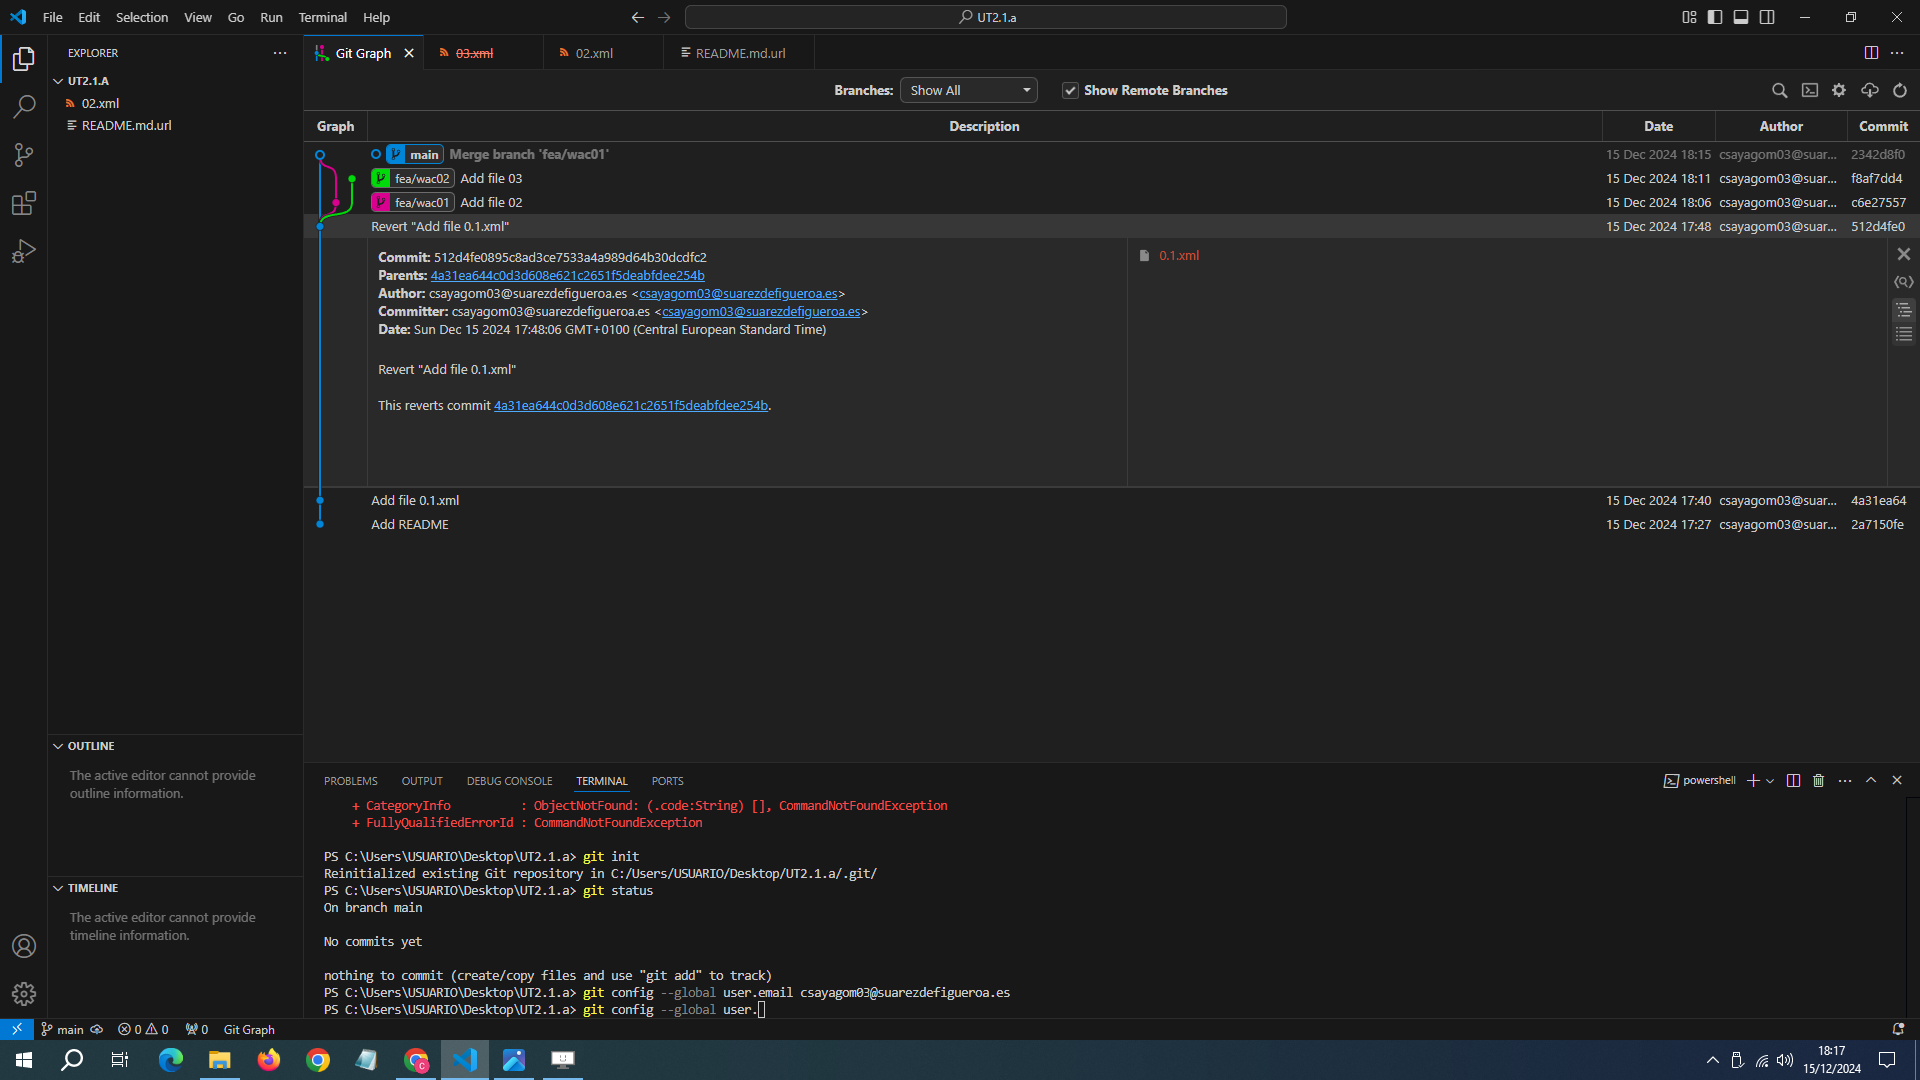 File Edit Selection View Go Run Terminal Help
UT2.1.a
EXPLORER
UT2.1.A
02.xml
README.md.url
OUTLINE
The active editor cannot provide
outline information.
TIMELINE
The active editor cannot provide
timeline information.
Git Graph
03.xml
02.xml
README.md.url
Branches: Show All Show Remote Branches
Graph Description Date Author Commit
main Merge branch 'fea/wac01' 15 Dec 2024 18:15 csayagom03@suar... 2342d8f0
fea/wac02 Add file 03 15 Dec 2024 18:11 csayagom03@suar... f8af7dd4
fea/wac01 Add file 02 15 Dec 2024 18:06 csayagom03@suar... c6e27557
Revert "Add file 0.1.xml" 15 Dec 2024 17:48 csayagom03@suar... 512d4fe0
Commit: 512d4fe0895c8ad3ce7533a4a989d64b30dcdfc2
Parents: 4a31ea644c0d3d608e621c2651f5deabfdee254b
Author: csayagom03@suarezdefigueroa.es <csayagom03@suarezdefigueroa.es>
Committer: csayagom03@suarezdefigueroa.es <csayagom03@suarezdefigueroa.es>
Date: Sun Dec 15 2024 17:48:06 GMT+0100 (Central European Standard Time)
Revert "Add file 0.1.xml"
This reverts commit 4a31ea644c0d3d608e621c2651f5deabfdee254b.
0.1.xml
Add file 0.1.xml 15 Dec 2024 17:40 csayagom03@suar... 4a31ea64
Add README 15 Dec 2024 17:27 csayagom03@suar... 2a7150fe
PROBLEMS OUTPUT DEBUG CONSOLE TERMINAL PORTS
powershell
+ CategoryInfo : ObjectNotFound: (.code:String) [], CommandNotFoundException
+ FullyQualifiedErrorId : CommandNotFoundException
PS C:\Users\USUARIO\Desktop\UT2.1.a> git init
Reinitialized existing Git repository in C:/Users/USUARIO/Desktop/UT2.1.a/.git/
PS C:\Users\USUARIO\Desktop\UT2.1.a> git status
On branch main
No commits yet
nothing to commit (create/copy files and use "git add" to track)
PS C:\Users\USUARIO\Desktop\UT2.1.a> git config --global user.email csayagom03@suarezdefigueroa.es
PS C:\Users\USUARIO\Desktop\UT2.1.a> git config --global user.
main 0 0 0 Git Graph
C
18:17
15/12/2024